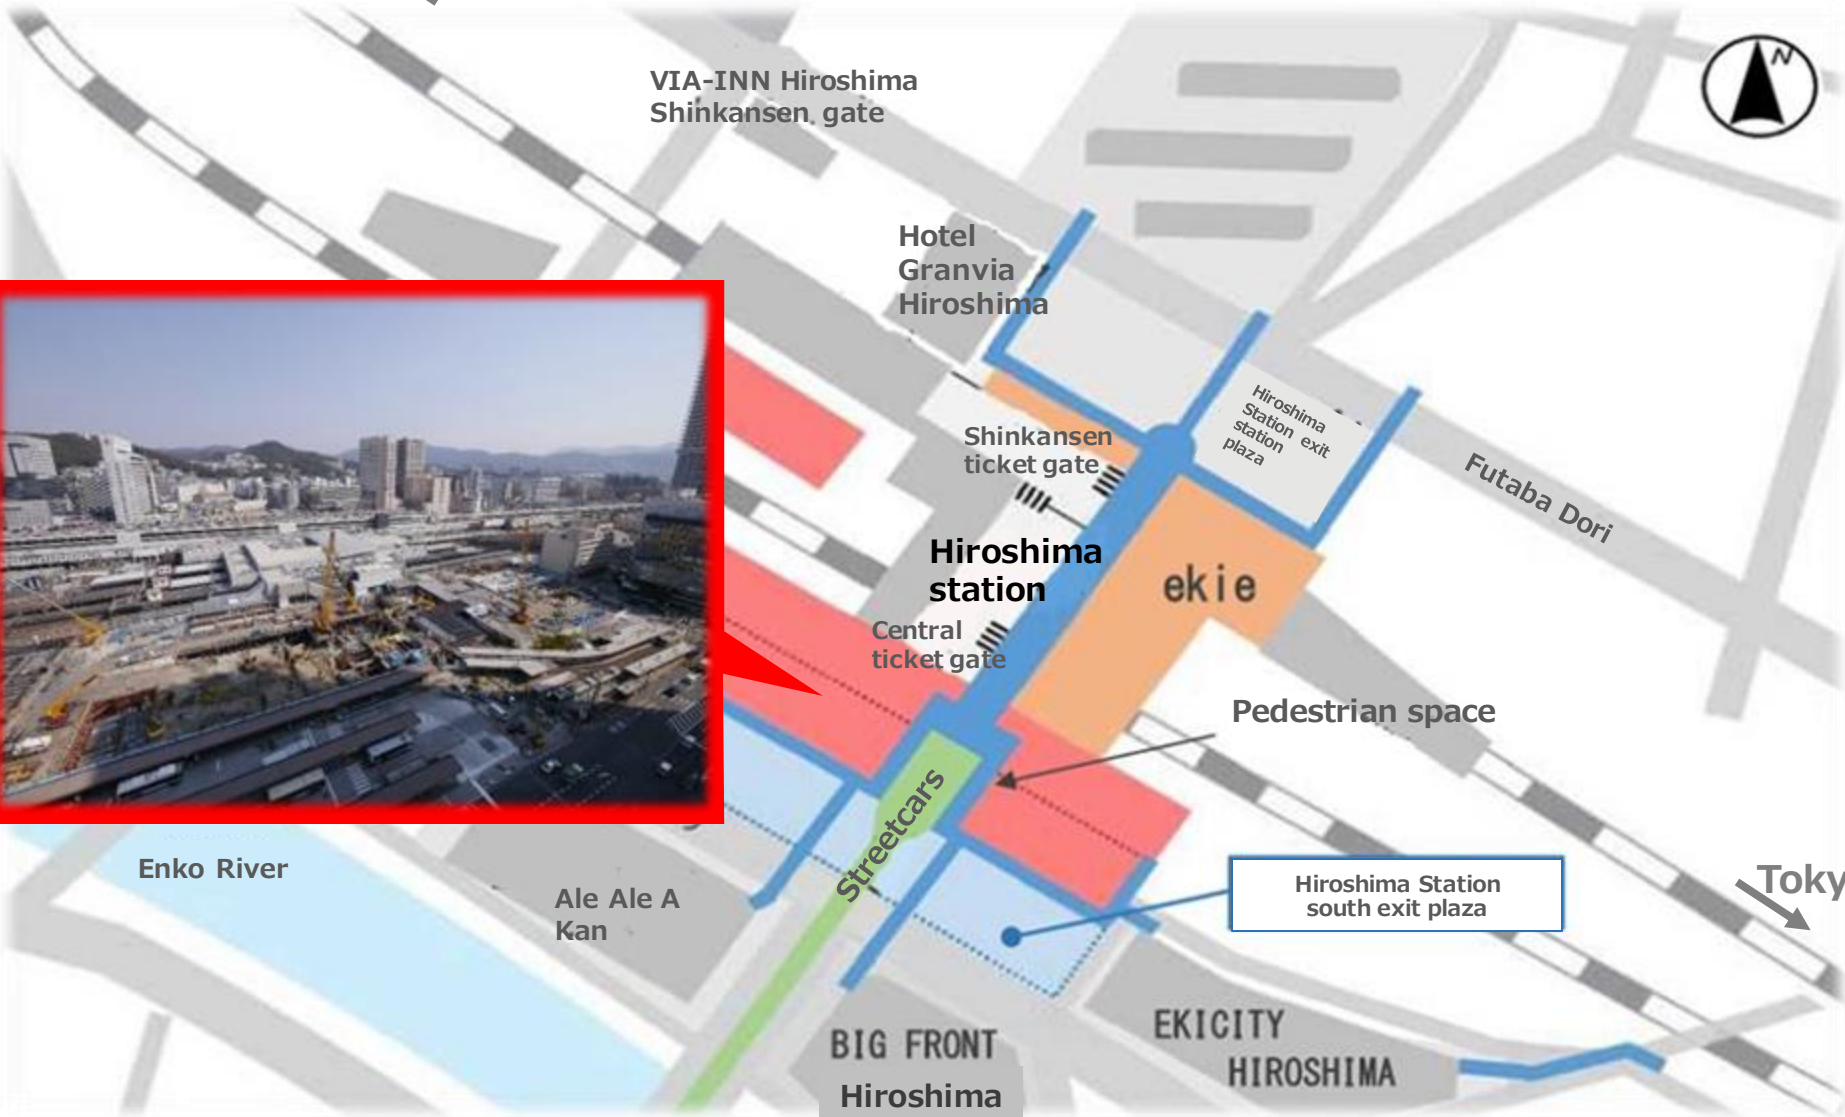 VIA-INN Hiroshima
Shinkansen gate
N
Hotel
Granvia
Hiroshima
Hiroshima
Station exit
station
plaza
Shinkansen
ticket gate
Futaba Dori
Hiroshima
station
ekie
Central
ticket gate
Pedestrian space
Streetcars
Enko River
Ale Ale A
Kan
Hiroshima Station
south exit plaza
Toky
BIG FRONT
Hiroshima
EKICITY
HIROSHIMA